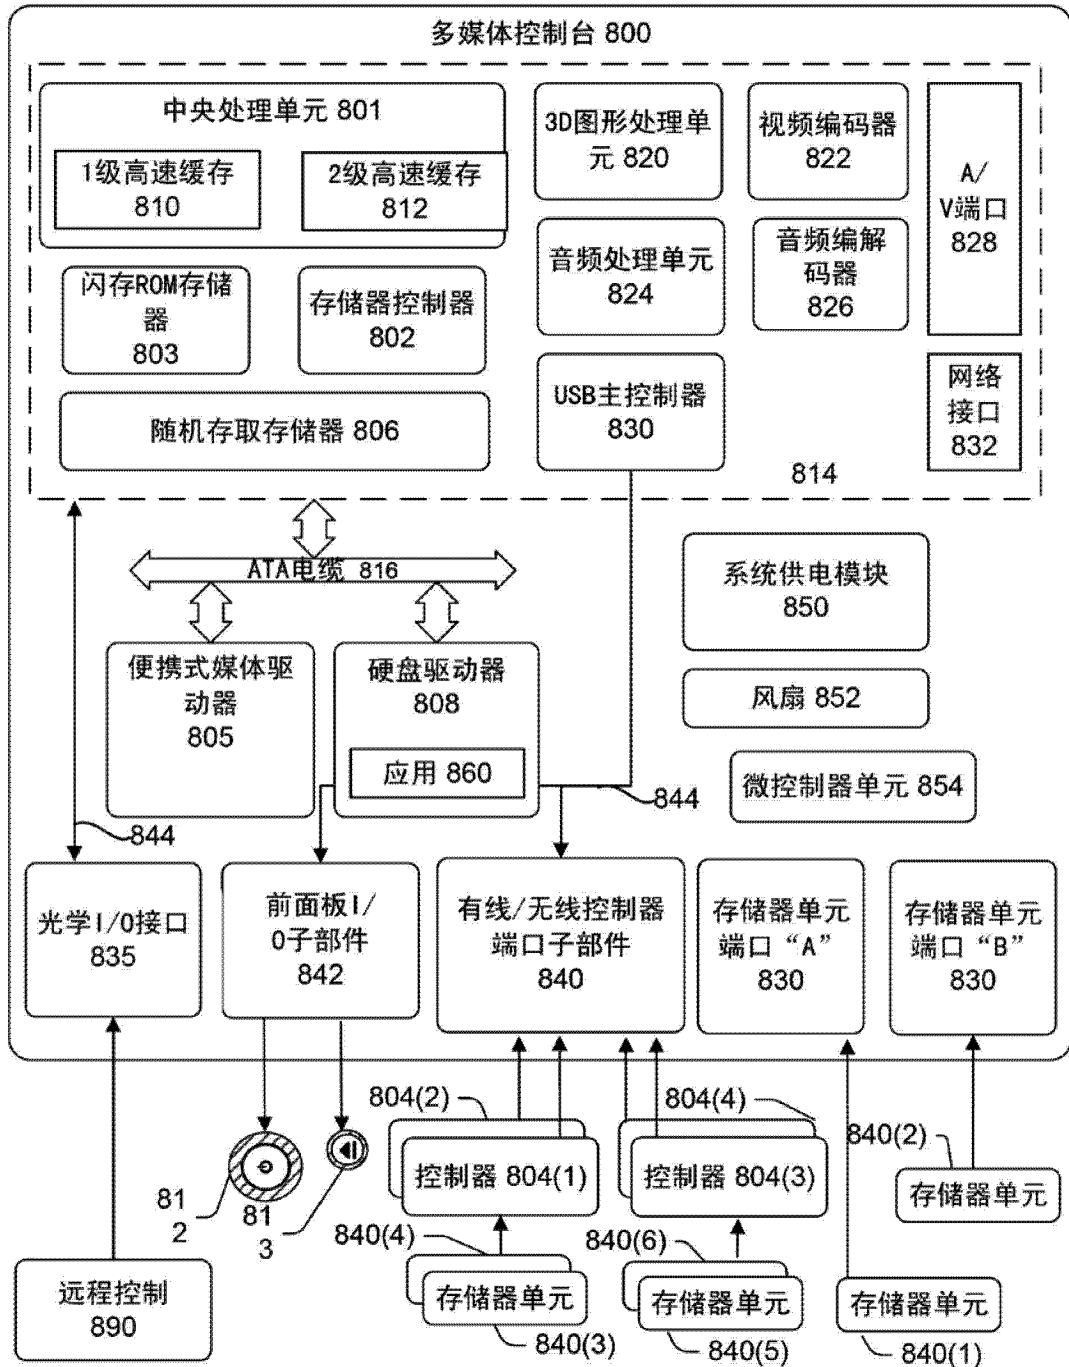 多媒体控制台 800
中央处理单元 801
1级高速缓存
810
2级高速缓存
812
3D图形处理单
元 820
视频编码器
822
A/
V端口
828
闪存ROM存储
器
803
存储器控制器
802
音频处理单元
824
音频编解
码器
826
随机存取存储器 806
USB主控制器
830
网络
接口
832
814
ATA电缆 816
系统供电模块
850
便携式媒体驱
动器
805
硬盘驱动器
808
应用 860
风扇 852
844
微控制器单元 854
844
光学I/O接口
835
前面板I/
O子部件
842
有线/无线控制器
端口子部件
840
存储器单元
端口“A”
830
存储器单元
端口“B”
830
804(2)
804(4)
控制器 804(1)
控制器 804(3)
840(2)
存储器单元
81
2
81
3
840(4)
840(6)
远程控制
890
存储器单元
840(3)
存储器单元
840(5)
存储器单元
840(1)